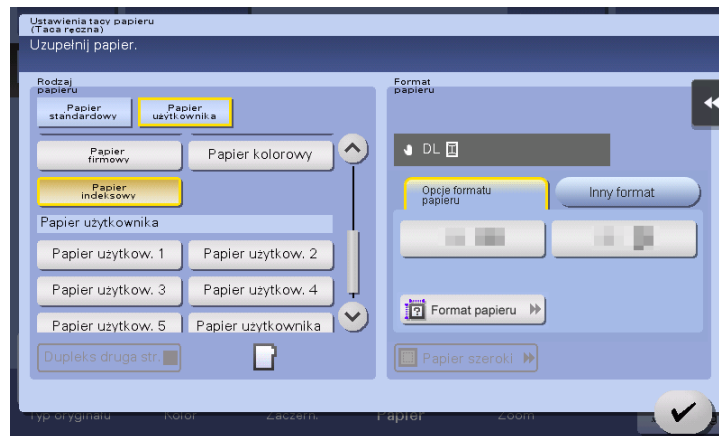 Ustawienia tacy papieru
(Taca ręczna)
Uzupełnij papier.
Rodzaj
papieru
Papier
standardowy
Papier
użytkownika
Papier
firmowy
Papier kolorowy
Papier
indeksowy
Papier użytkownika
Papier użytkow. 1
Papier użytkow. 2
Papier użytkow. 3
Papier użytkow. 4
Papier użytkow. 5
Papier użytkownika
Dupleks druga str.
Format
papieru
DL
Opcje formatu
papieru
Inny format
Format papieru
Papier szeroki
Typ oryginału
Kolor
Zaczern.
Papier
Zoom